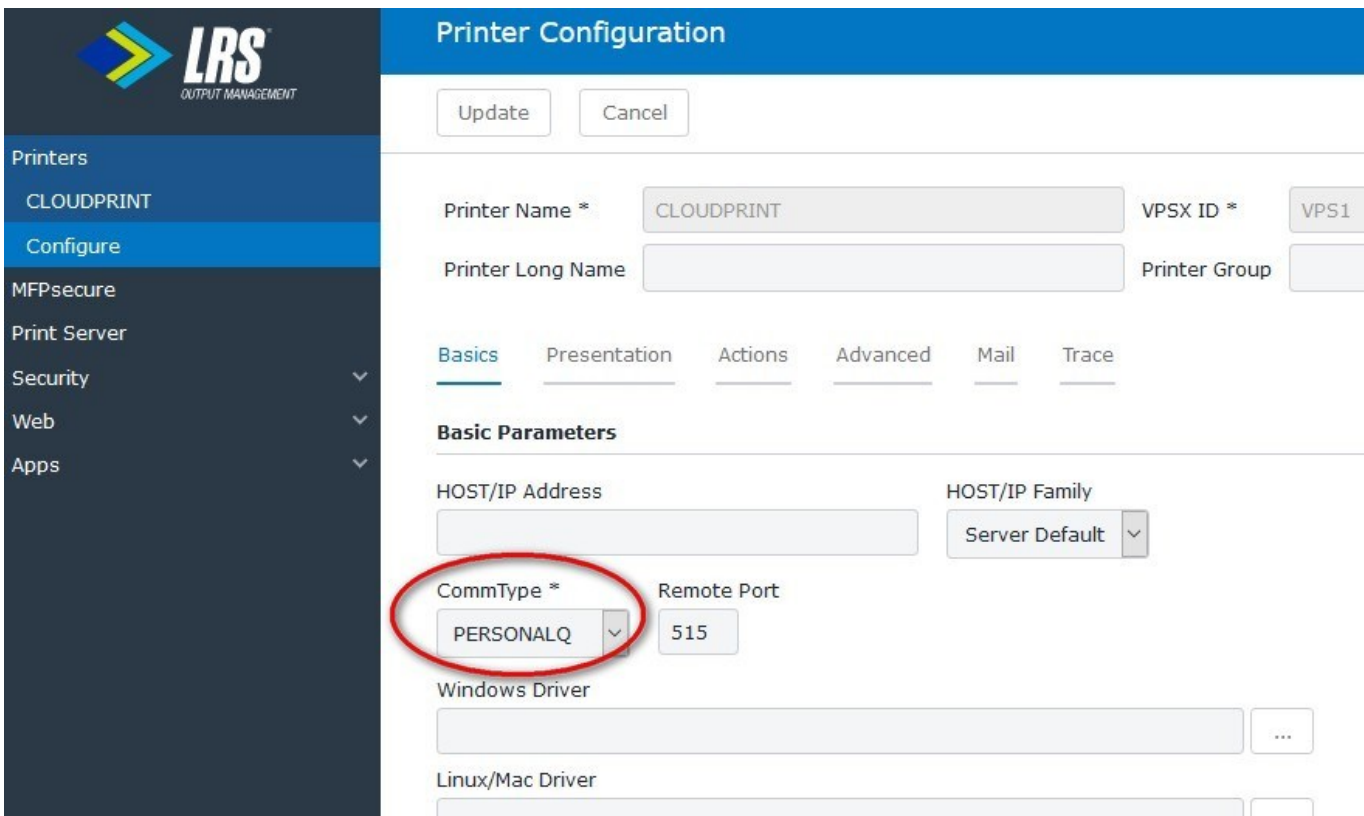 LRS
OUTPUT MANAGEMENT
Printers
CLOUDPRINT
Configure
MFPsecure
Print Server
Security
Web
Apps
Printer Configuration
Update Cancel
Printer Name * CLOUDPRINT VPSX ID * VPS1
Printer Long Name Printer Group
Basics Presentation Actions Advanced Mail Trace
Basic Parameters
HOST/IP Address HOST/IP Family
Server Default
CommType * Remote Port
PERSONALQ 515
Windows Driver
...
Linux/Mac Driver